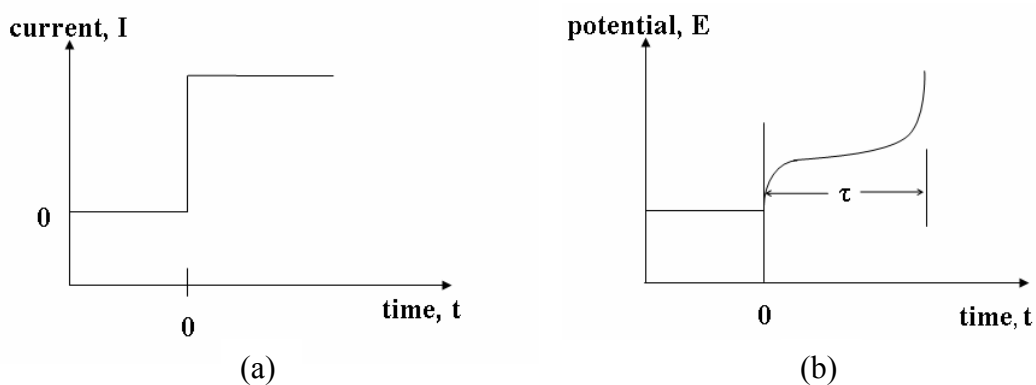 current, I
0
0
time, t
(a)
potential, E
τ
0
time, t
(b)